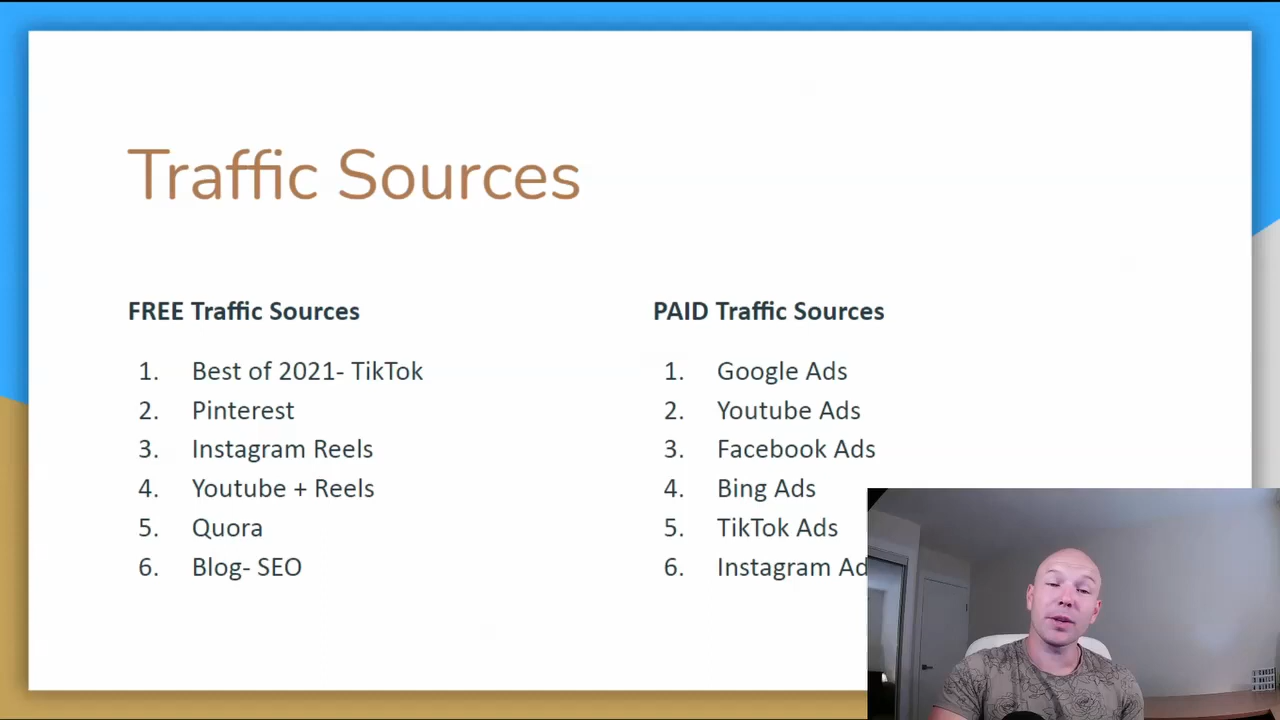 Traffic Sources
FREE Traffic Sources
1. Best of 2021- TikTok
2. Pinterest
3. Instagram Reels
4. Youtube + Reels
5. Quora
6. Blog- SEO
PAID Traffic Sources
1. Google Ads
2. Youtube Ads
3. Facebook Ads
4. Bing Ads
5. TikTok Ads
6. Instagram Ad